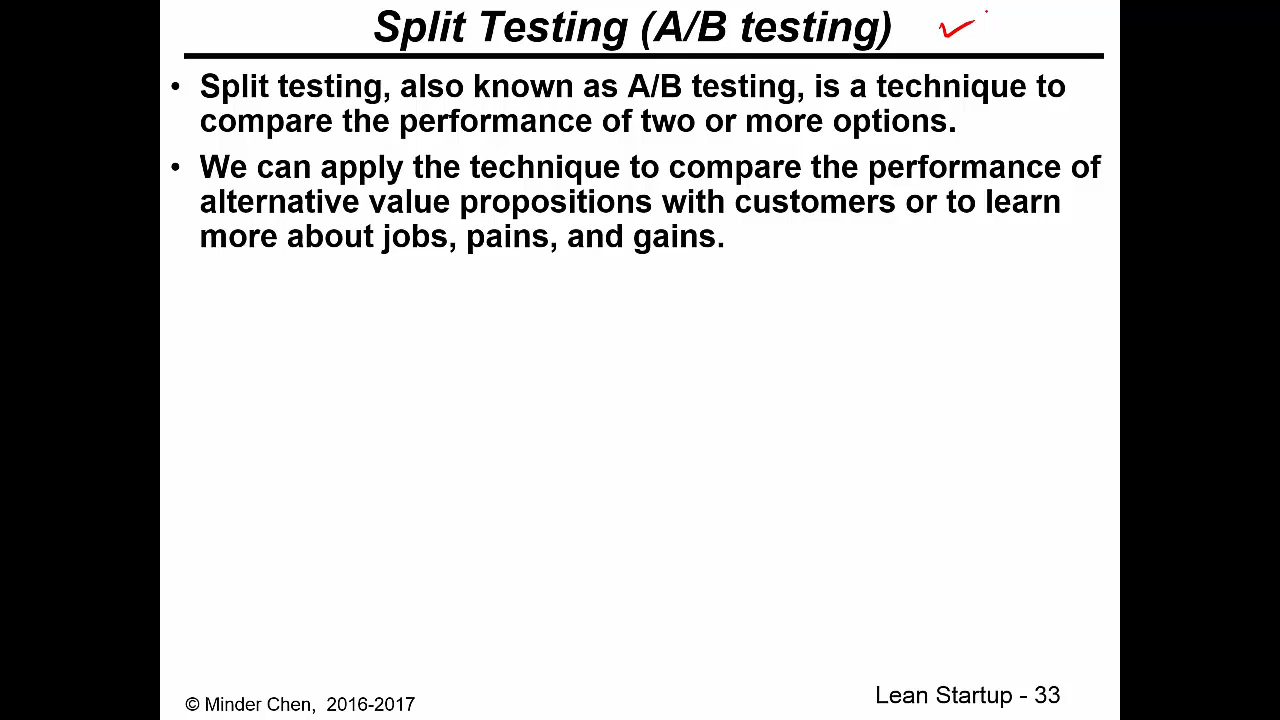 Split Testing (A/B testing)
• Split testing, also known as A/B testing, is a technique to
compare the performance of two or more options.
• We can apply the technique to compare the performance of
alternative value propositions with customers or to learn
more about jobs, pains, and gains.
© Minder Chen, 2016-2017
Lean Startup - 33